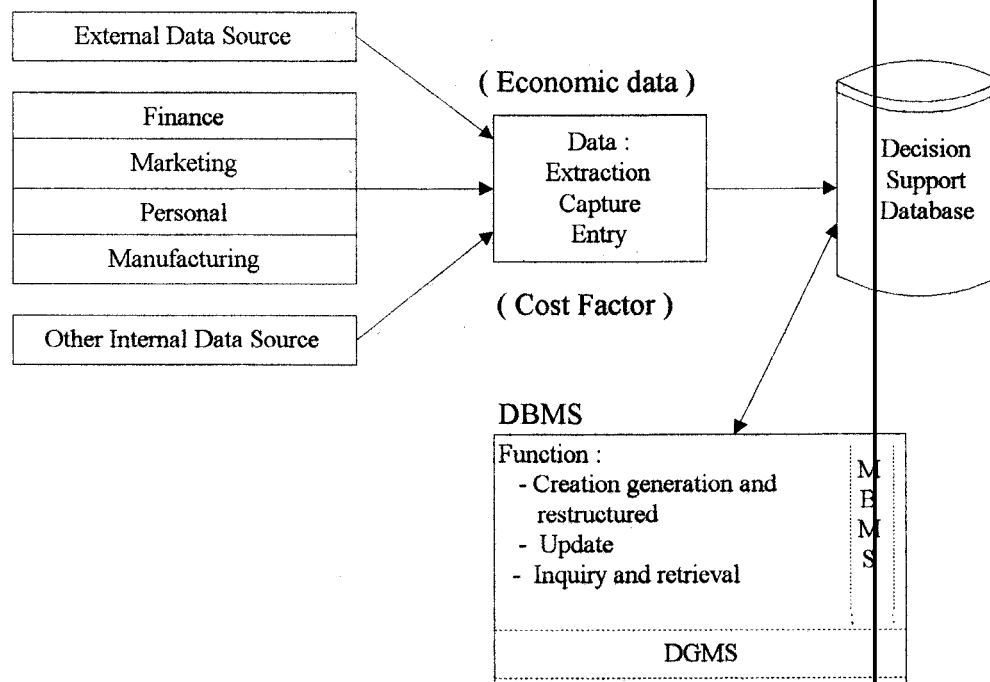 External Data Source
Finance
Marketing
Personal
Manufacturing
Other Internal Data Source
( Economic data )
Data :
Extraction
Capture
Entry
( Cost Factor )
Decision
Support
Database
DBMS
Function :
- Creation generation and
restructured
- Update
- Inquiry and retrieval
M
B
M
S
DGMS